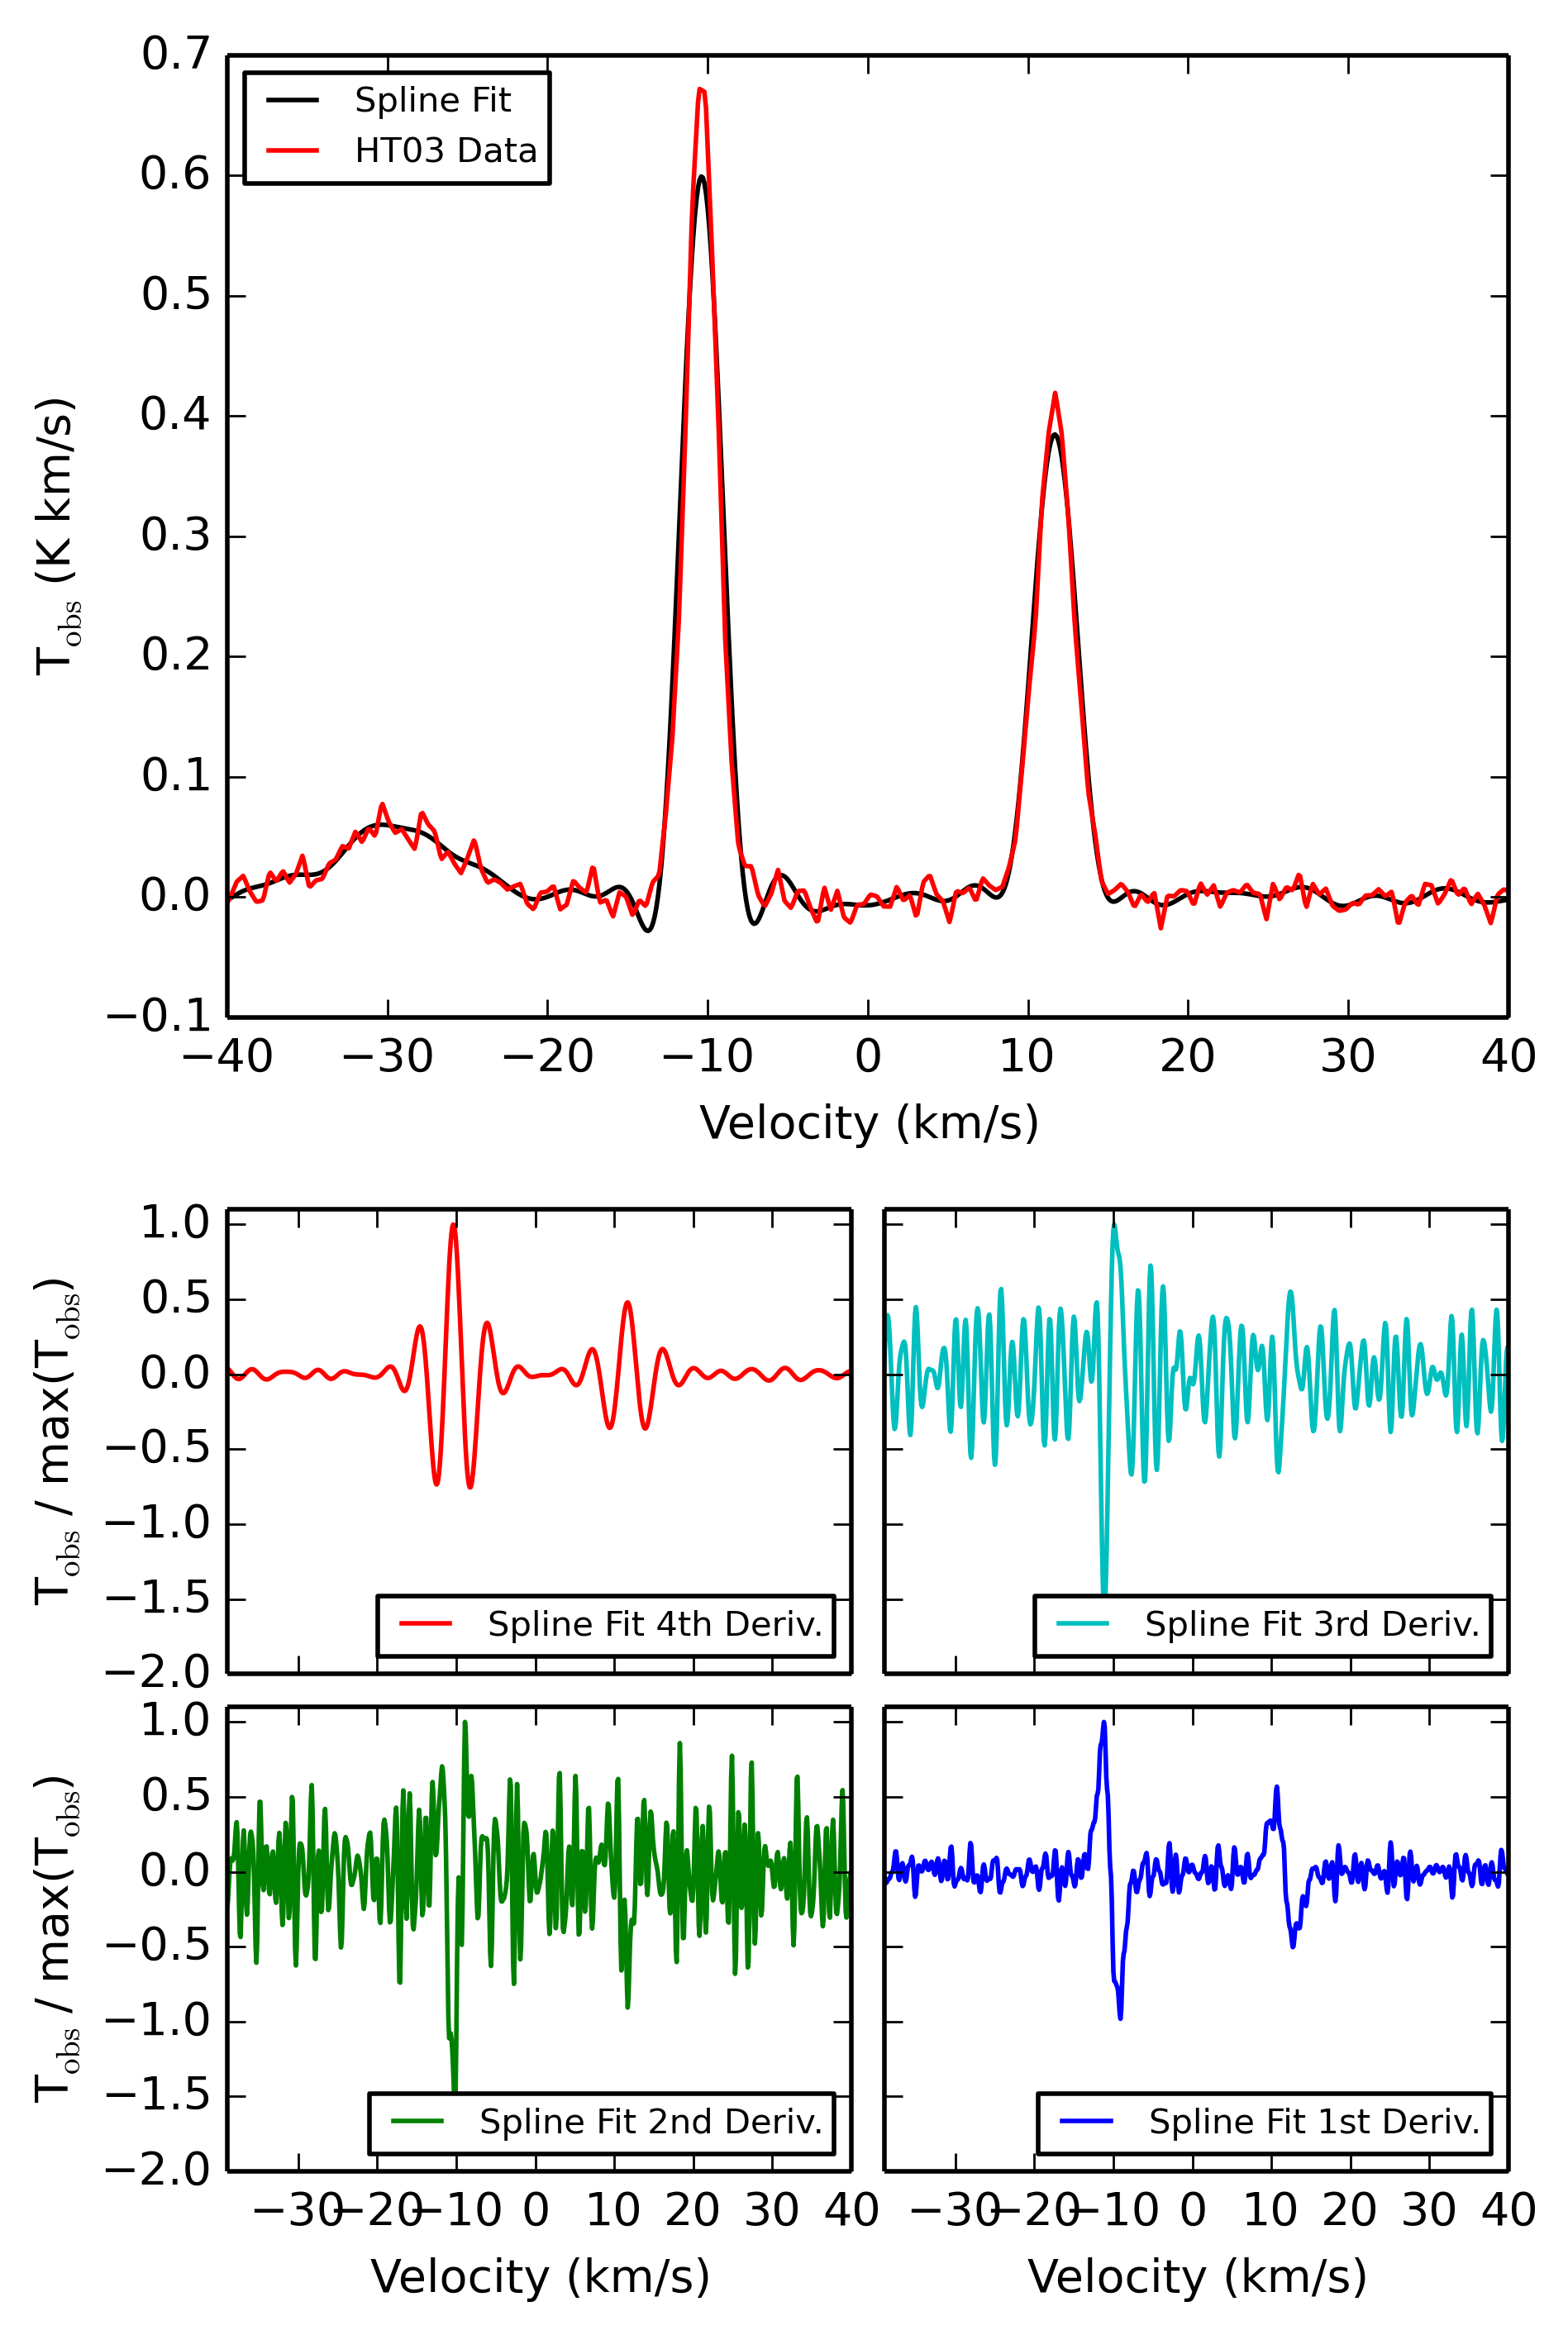 0.7
0.6
0.5
0.4
0.3
0.2
0.1
0.0
−0.1
T_obs (K km/s)
Spline Fit
HT03 Data
−40 −30 −20 −10 0 10 20 30 40
Velocity (km/s)
1.0
0.5
0.0
−0.5
−1.0
−1.5
−2.0
T_obs / max(T_obs)
Spline Fit 4th Deriv.
Spline Fit 3rd Deriv.
1.0
0.5
0.0
−0.5
−1.0
−1.5
−2.0
T_obs / max(T_obs)
Spline Fit 2nd Deriv.
Spline Fit 1st Deriv.
−30 −20 −10 0 10 20 30 40
−30 −20 −10 0 10 20 30 40
Velocity (km/s)
Velocity (km/s)